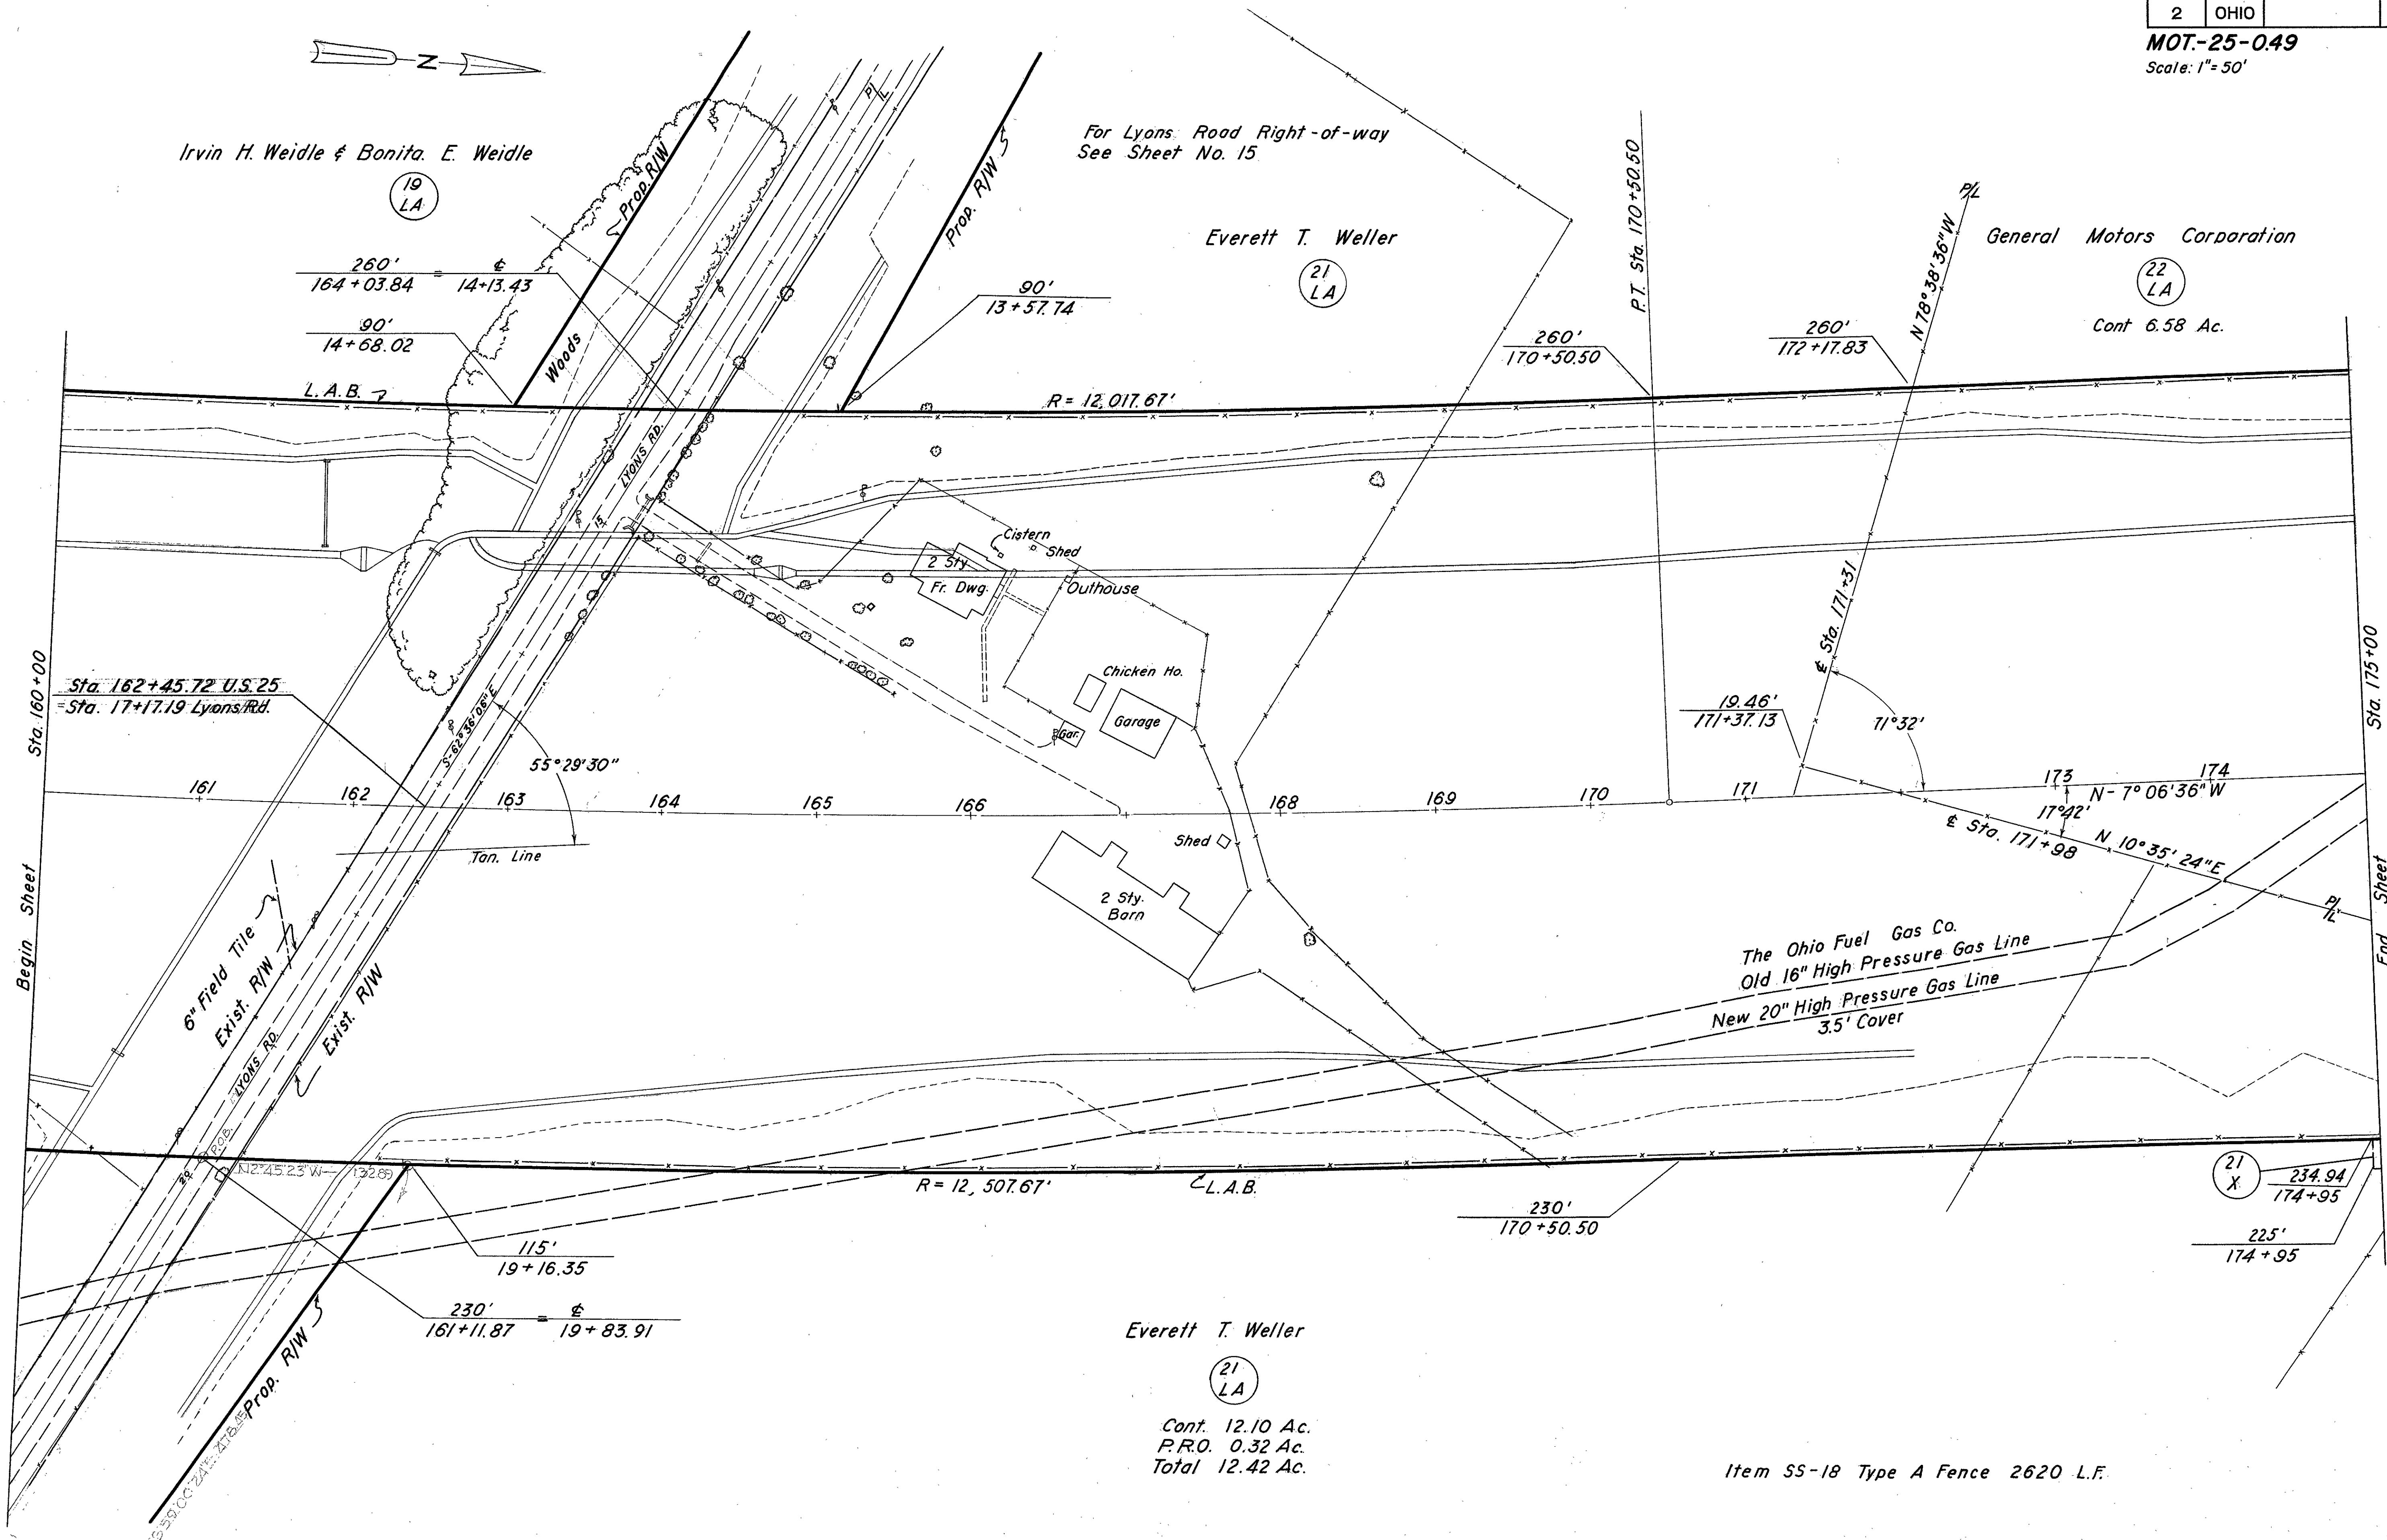 2 OHIO
MOT.-25-0.49
Scale: 1"= 50'
N
Irvin H. Weidle & Bonita. E. Weidle
19
LA
For Lyons Road Right-of-way
See Sheet No. 15
Everett T. Weller
21
LA
General Motors Corporation
22
LA
Cont 6.58 Ac.
P/L
Prop. R/W
Prop. R/W
P.T. Sta. 170+50.50
N 78° 38' 36" W
P/L
260' = ℄
164+03.84 14+13.43
90'
14+68.02
90'
13+57.74
260'
170+50.50
260'
172+17.83
Woods
L.A.B.
R = 12,017.67'
LYONS RD.
15
Cistern
Shed
2 Sty.
Fr. Dwg.
Outhouse
Chicken Ho.
Garage
Gar.
℄ Sta. 171+31
71°32'
19.46'
171+37.13
Sta. 160+00
Begin Sheet
Sta. 175+00
End Sheet
Sta. 162+45.72 U.S. 25
=Sta. 17+17.19 Lyons Rd.
S-62°36'06" E
55°29'30"
161 162 163 164 165 166 168 169 170 171 173 174
N- 7° 06'36" W
17°42'
℄ Sta. 171+98
N 10° 35' 24" E
P/L
Tan. Line
Shed
2 Sty.
Barn
6" Field Tile
Exist. R/W
Exist. R/W
LYONS RD.
The Ohio Fuel Gas Co.
Old 16" High Pressure Gas Line
New 20" High Pressure Gas Line
3.5' Cover
P.O.B.
20
N2°45'23"W
R = 12,507.67'
L.A.B.
230'
170+50.50
21
X
234.94
174+95
225'
174+95
115'
19+16.35
230' = ℄
161+11.87 19+83.91
Prop. R/W
Everett T. Weller
21
LA
Cont. 12.10 Ac.
P.R.O. 0.32 Ac.
Total 12.42 Ac.
Item SS-18 Type A Fence 2620 L.F.